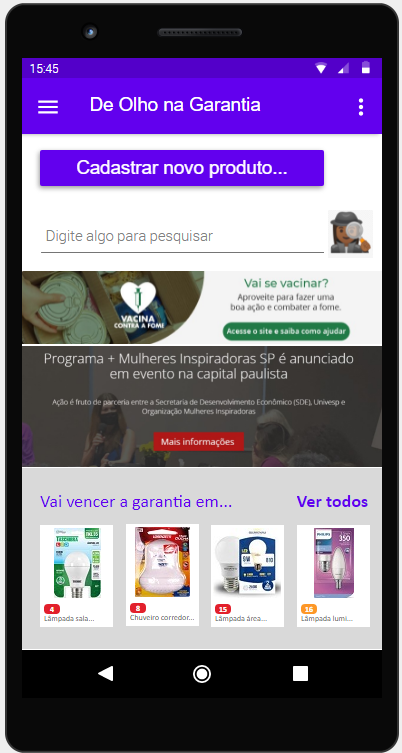 15:45
De Olho na Garantia
Cadastrar novo produto...
Digite algo para pesquisar
VACINA
CONTRA A FOME
Vai se vacinar?
Aproveite para fazer uma
boa ação e combater a fome.
Acesse o site e saiba como ajudar
Programa + Mulheres Inspiradoras SP é anunciado
em evento na capital paulista
Ação é fruto de parceria entre a Secretaria de Desenvolvimento Econômico (SDE), Univesp e
Organização Mulheres Inspiradoras
Mais informações
Vai vencer a garantia em...
Ver todos
TASCHIBRA
TKL
PHILIPS
350
4
Lâmpada sala...
8
Chuveiro corredor...
15
Lâmpada área...
16
Lâmpada lumi...